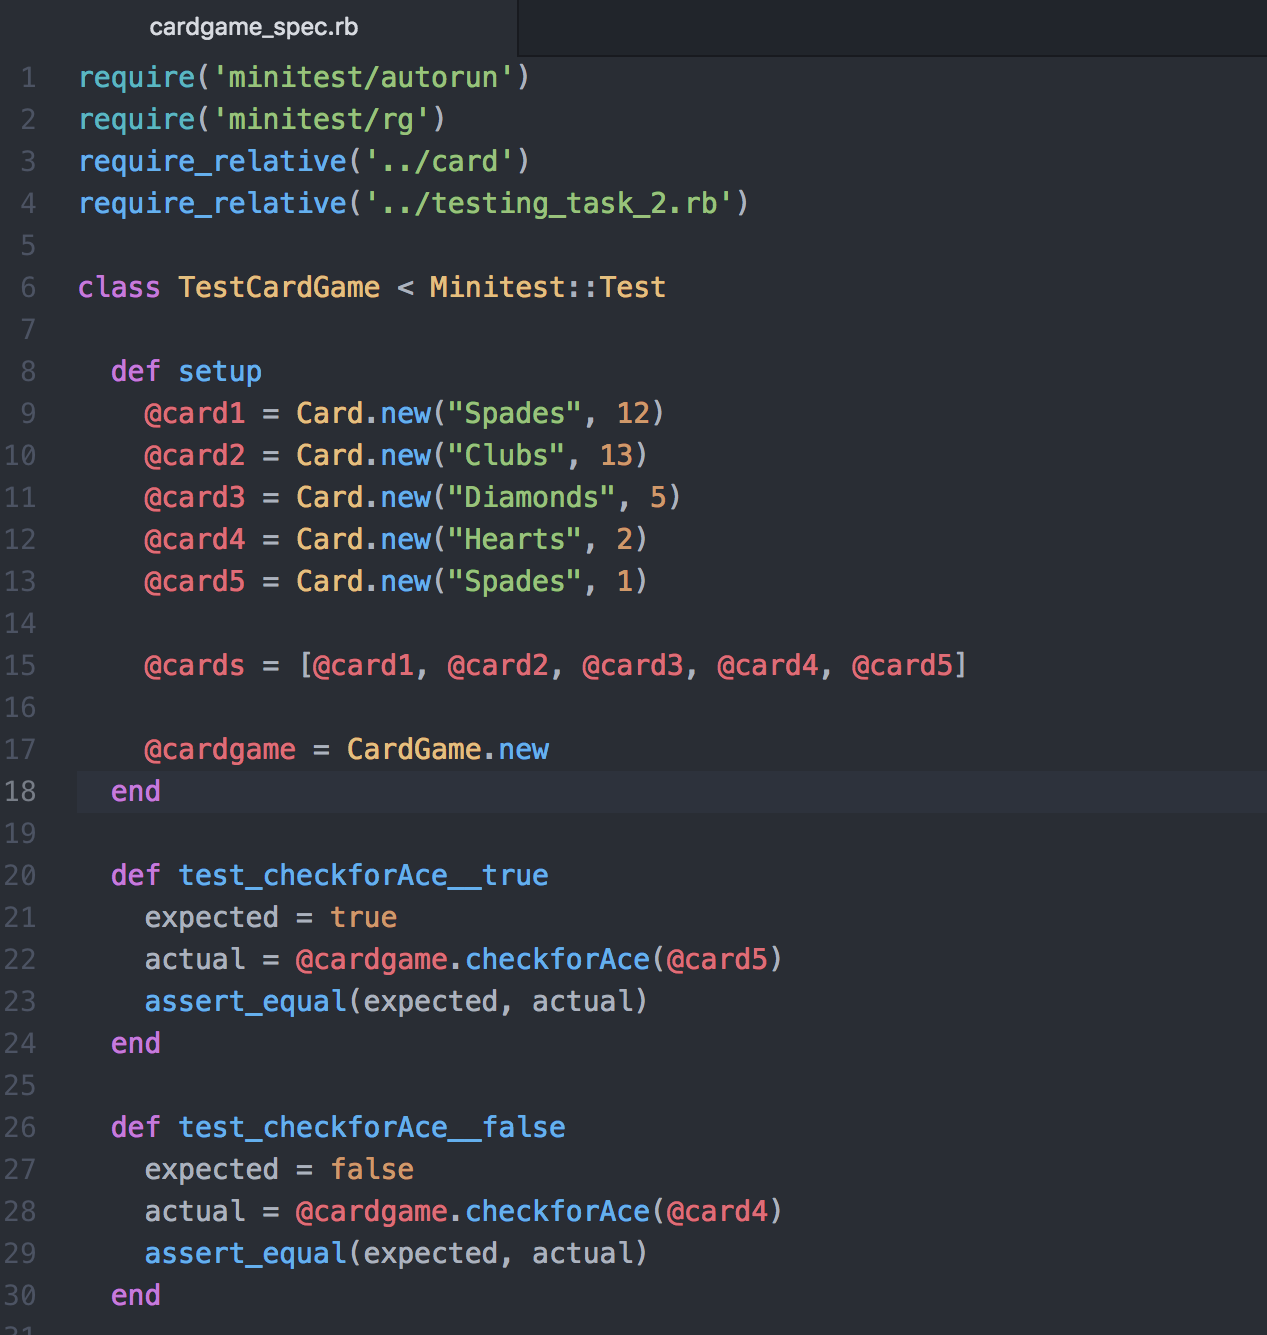 cardgame_spec.rb
1 require('minitest/autorun')
2 require('minitest/rg')
3 require_relative('../card')
4 require_relative('../testing_task_2.rb')
5
6 class TestCardGame < Minitest::Test
7
8 def setup
9 @card1 = Card.new("Spades", 12)
10 @card2 = Card.new("Clubs", 13)
11 @card3 = Card.new("Diamonds", 5)
12 @card4 = Card.new("Hearts", 2)
13 @card5 = Card.new("Spades", 1)
14
15 @cards = [@card1, @card2, @card3, @card4, @card5]
16
17 @cardgame = CardGame.new
18 end
19
20 def test_checkforAce__true
21 expected = true
22 actual = @cardgame.checkforAce(@card5)
23 assert_equal(expected, actual)
24 end
25
26 def test_checkforAce__false
27 expected = false
28 actual = @cardgame.checkforAce(@card4)
29 assert_equal(expected, actual)
30 end
31